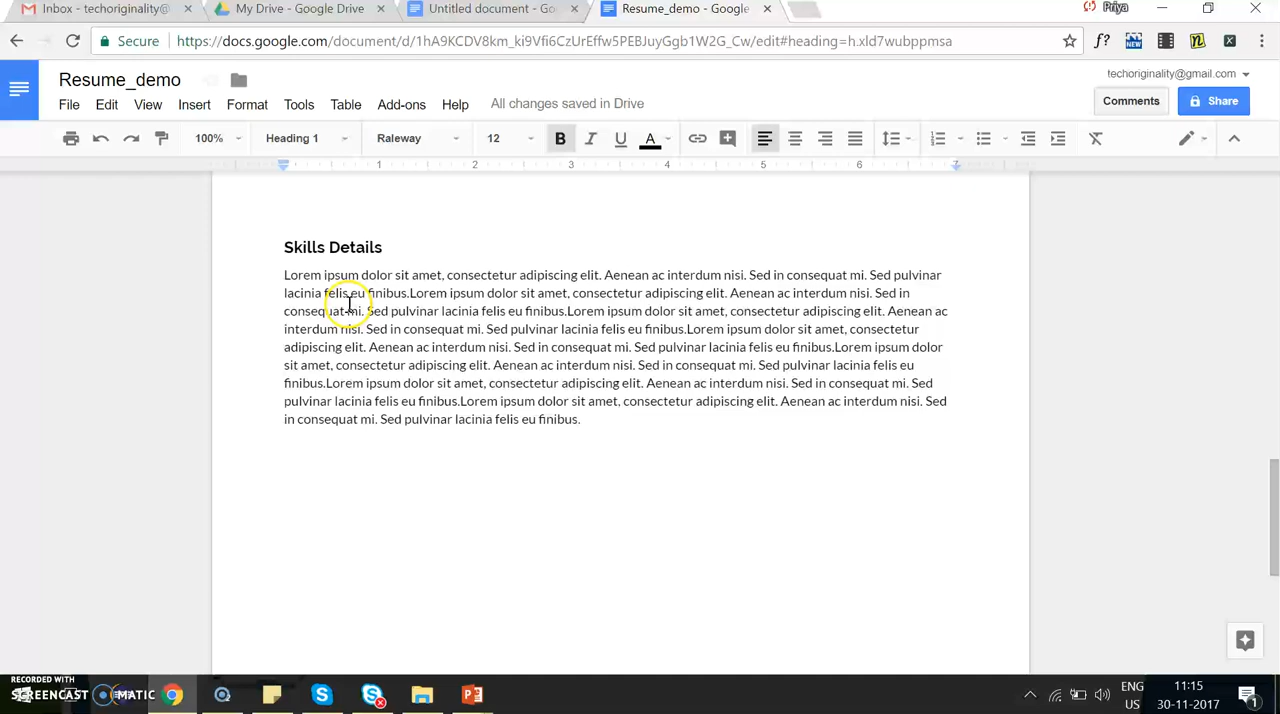 Inbox - techoriginality@
My Drive - Google Drive
Untitled document - Go
Resume_demo - Google
Priya
Secure
https://docs.google.com/document/d/1hA9KCDV8km_ki9Vfi6CzUrEffw5PEBJuyGgb1W2G_Cw/edit#heading=h.xld7wubppmsa
f?
NEW
Resume_demo
techoriginality@gmail.com
File Edit View Insert Format Tools Table Add-ons Help
All changes saved in Drive
Comments
Share
100% Heading 1 Raleway 12 B I U A
1 2 3 4 5 6 7
Skills Details
Lorem ipsum dolor sit amet, consectetur adipiscing elit. Aenean ac interdum nisi. Sed in consequat mi. Sed pulvinar
lacinia felis eu finibus.Lorem ipsum dolor sit amet, consectetur adipiscing elit. Aenean ac interdum nisi. Sed in
consequat mi. Sed pulvinar lacinia felis eu finibus.Lorem ipsum dolor sit amet, consectetur adipiscing elit. Aenean ac
interdum nisi. Sed in consequat mi. Sed pulvinar lacinia felis eu finibus.Lorem ipsum dolor sit amet, consectetur
adipiscing elit. Aenean ac interdum nisi. Sed in consequat mi. Sed pulvinar lacinia felis eu finibus.Lorem ipsum dolor
sit amet, consectetur adipiscing elit. Aenean ac interdum nisi. Sed in consequat mi. Sed pulvinar lacinia felis eu
finibus.Lorem ipsum dolor sit amet, consectetur adipiscing elit. Aenean ac interdum nisi. Sed in consequat mi. Sed
pulvinar lacinia felis eu finibus.Lorem ipsum dolor sit amet, consectetur adipiscing elit. Aenean ac interdum nisi. Sed
in consequat mi. Sed pulvinar lacinia felis eu finibus.
RECORDED WITH
SCREENCAST MATIC
ENG
US
11:15
30-11-2017
1